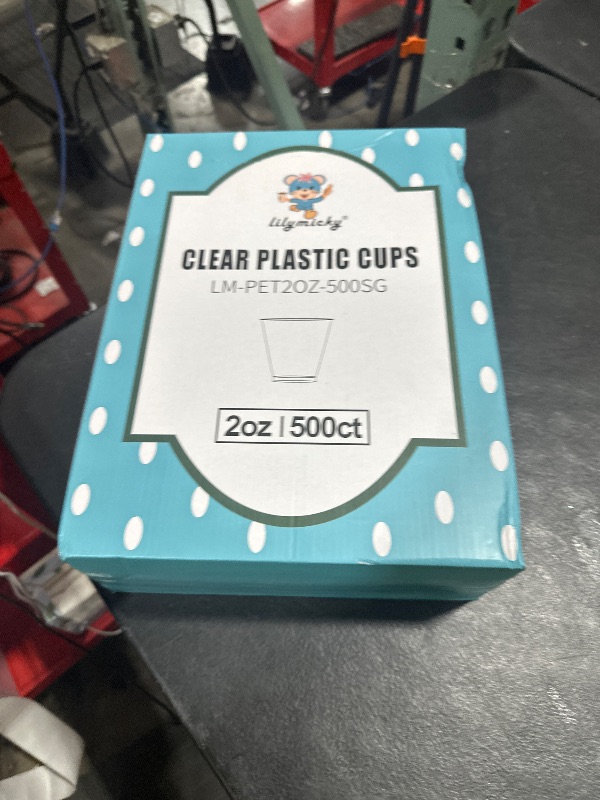 lilymicky®
CLEAR PLASTIC CUPS
LM-PET2OZ-500SG
2oz | 500ct